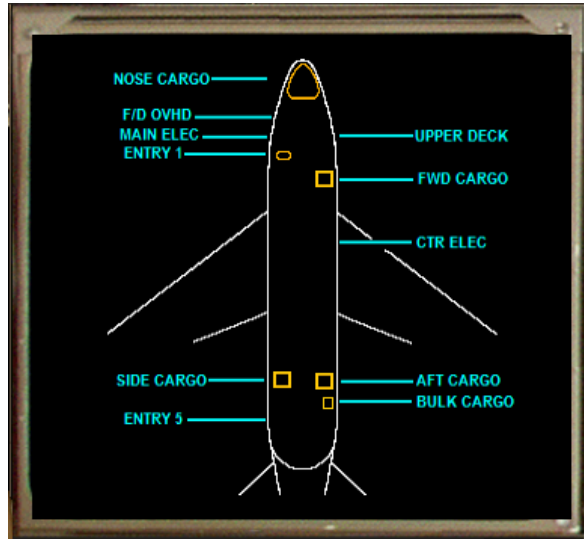 NOSE CARGO
F/D OVHD
MAIN ELEC
UPPER DECK
ENTRY 1
FWD CARGO
CTR ELEC
SIDE CARGO
AFT CARGO
BULK CARGO
ENTRY 5